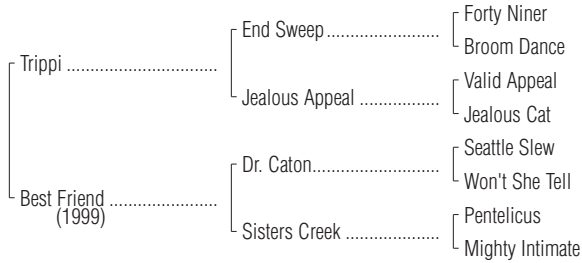 Forty Niner
End Sweep
Broom Dance
Trippi
Valid Appeal
Jealous Appeal
Jealous Cat
Seattle Slew
Dr. Caton
Won't She Tell
Best Friend
(1999)
Pentelicus
Sisters Creek
Mighty Intimate